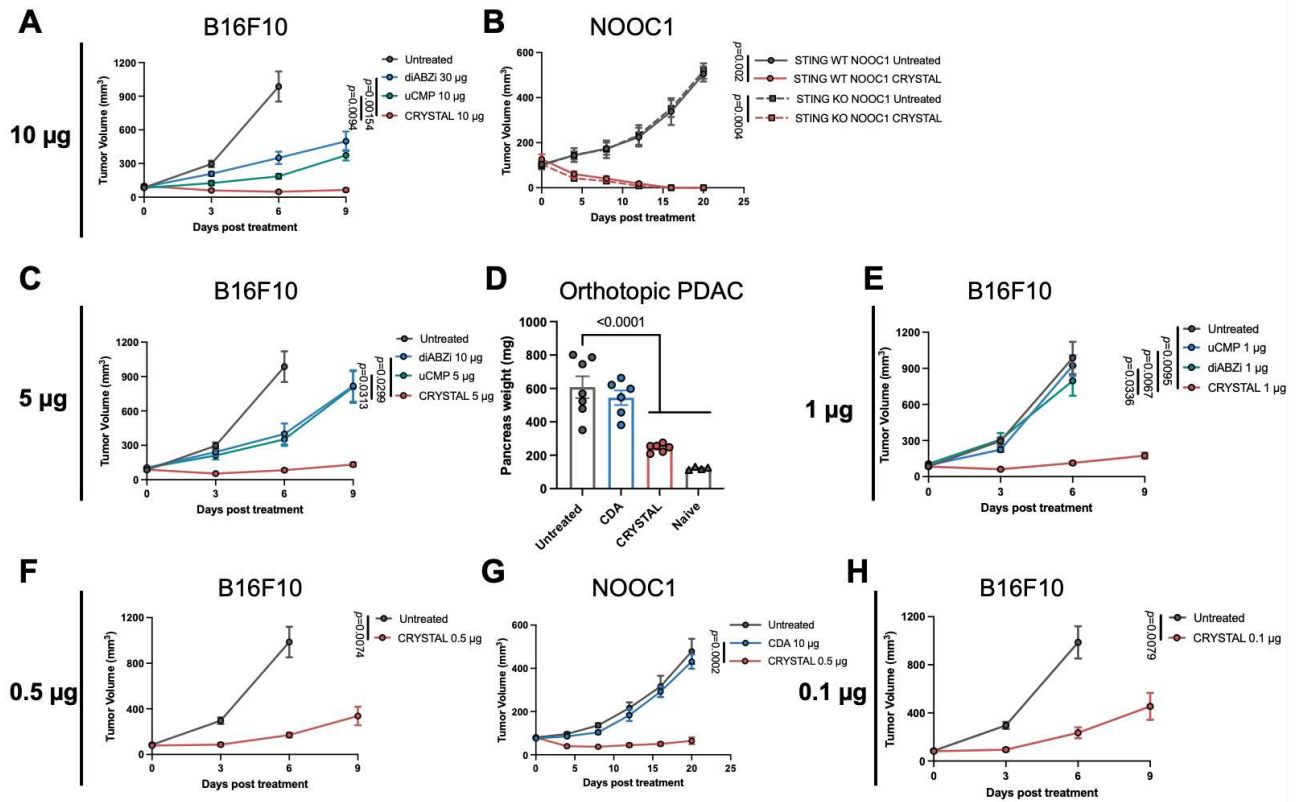 A
B16F10
10 µg
Tumor Volume (mm³)
1200
900
600
300
0
0
3
6
9
Days post treatment
Untreated
diABZi 30 µg
uCMP 10 µg
CRYSTAL 10 µg
p=0.00154
p=0.0094
B
NOOC1
Tumor Volume (mm³)
600
400
200
0
0
5
10
15
20
25
Days post treatment
STING WT NOOC1 Untreated
STING WT NOOC1 CRYSTAL
STING KO NOOC1 Untreated
STING KO NOOC1 CRYSTAL
p=0.002
p=0.0004
C
B16F10
5 µg
Tumor Volume (mm³)
1200
900
600
300
0
0
3
6
9
Days post treatment
Untreated
diABZi 10 µg
uCMP 5 µg
CRYSTAL 5 µg
p=0.0299
p=0.0313
D
Orthotopic PDAC
Pancreas weight (mg)
1000
800
600
400
200
0
<0.0001
Untreated
CDA
CRYSTAL
Naive
E
B16F10
1 µg
Tumor Volume (mm³)
1200
900
600
300
0
0
3
6
9
Days post treatment
Untreated
uCMP 1 µg
diABZi 1 µg
CRYSTAL 1 µg
p=0.0095
p=0.0067
p=0.0336
F
B16F10
0.5 µg
Tumor Volume (mm³)
1200
800
400
0
0
3
6
9
Days post treatment
Untreated
CRYSTAL 0.5 µg
p=0.0074
G
NOOC1
Tumor Volume (mm³)
600
400
200
0
0
5
10
15
20
25
Days post treatment
Untreated
CDA 10 µg
CRYSTAL 0.5 µg
p=0.0002
H
B16F10
0.1 µg
Tumor Volume (mm³)
1200
800
400
0
0
3
6
9
Days post treatment
Untreated
CRYSTAL 0.1 µg
p=0.0079